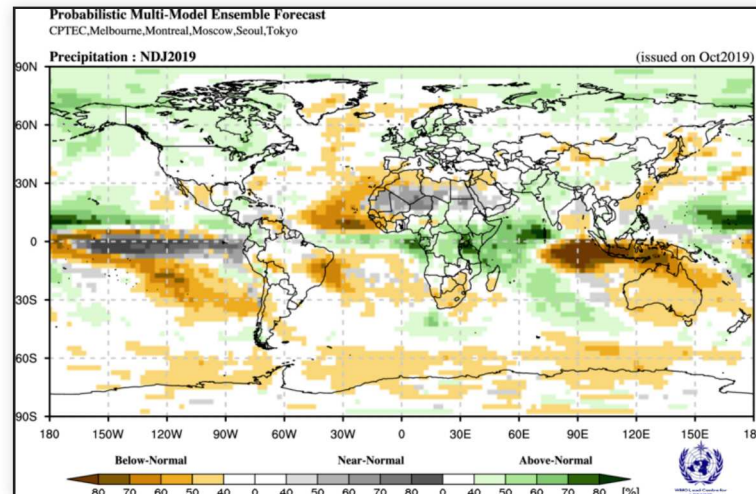 Probabilistic Multi-Model Ensemble Forecast
CPTEC,Melbourne,Montreal,Moscow,Seoul,Tokyo
Precipitation : NDJ2019 (issued on Oct2019)
90N
60N
30N
0
30S
60S
90S
180 150W 120W 90W 60W 30W 0 30E 60E 90E 120E 150E 180
Below-Normal Near-Normal Above-Normal
80 70 60 50 40 0 40 50 60 70 80 0 40 50 60 70 80 [%]